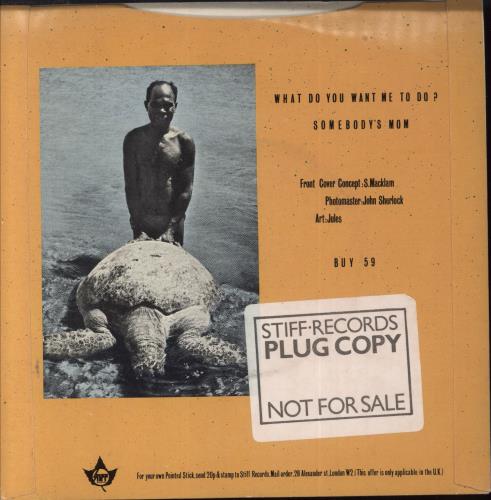 WHAT DO YOU WANT ME TO DO?
SOMEBODY'S MOM
Front Cover Concept:S.Macklam
Photomaster:John Sherlock
Art:Jules
BUY 59
STIFF·RECORDS
PLUG COPY
NOT FOR SALE
For your own Pointed Stick, send 20p & stamp to Stiff Records, Mail order, 28 Alexander st, London W2 (This offer is only applicable in the U.K.)